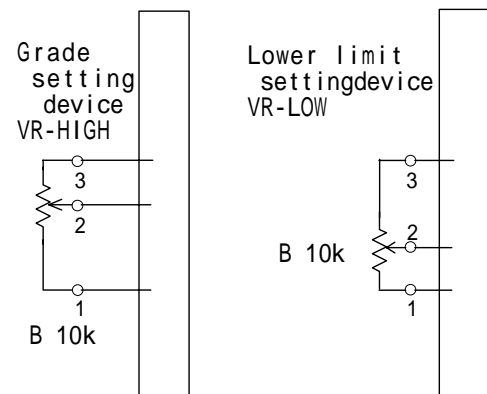 Grade
setting
device
VR-HIGH
3
2
1
B 10k
Lower limit
settingdevice
VR-LOW
3
2
B 10k
1